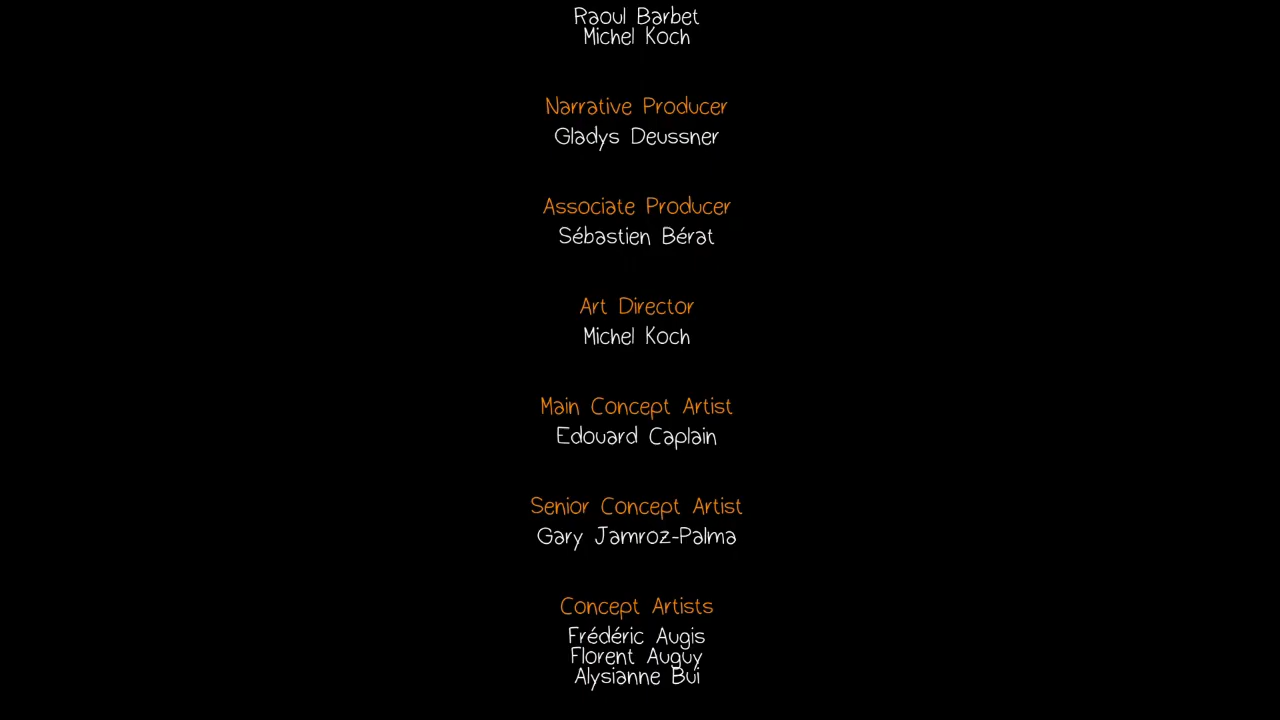 Raoul Barbet
Michel Koch
Narrative Producer
Gladys Deussner
Associate Producer
Sébastien Bérat
Art Director
Michel Koch
Main Concept Artist
Edouard Caplain
Senior Concept Artist
Gary Jamroz-Palma
Concept Artists
Frédéric Augis
Florent Auguy
Alysianne Bui